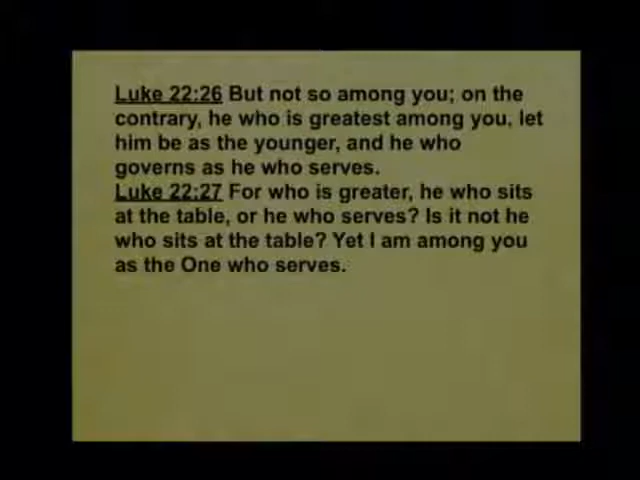 Luke 22:26 But not so among you; on the
contrary, he who is greatest among you, let
him be as the younger, and he who
governs as he who serves.
Luke 22:27 For who is greater, he who sits
at the table, or he who serves? Is it not he
who sits at the table? Yet I am among you
as the One who serves.